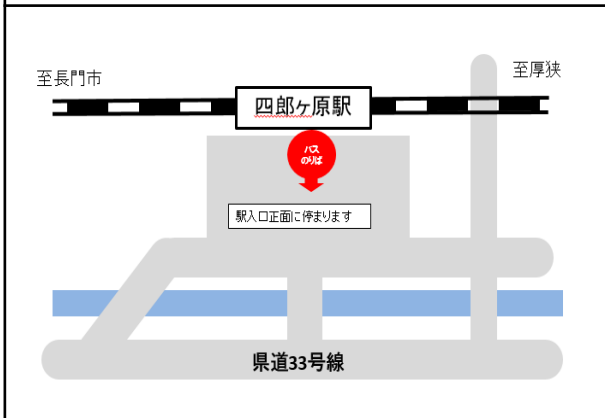 至長門市
至厚狭
四郎ヶ原駅
バス
のりば
駅入口正面に停まります
県道33号線